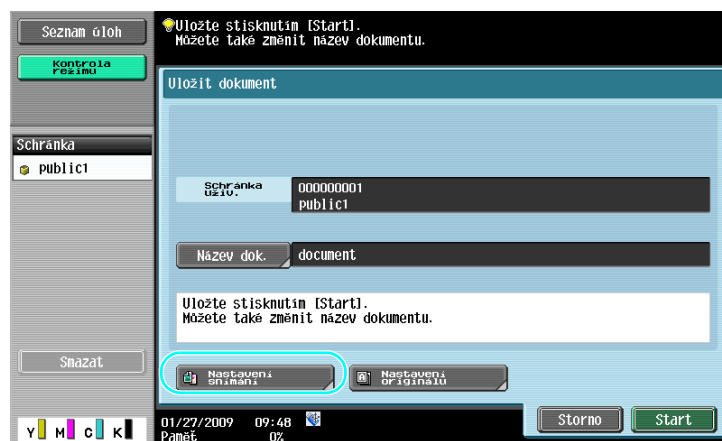 Seznam úloh
Kontrola
režimu
Uložte stisknutím [Start].
Můžete také změnit název dokumentu.
Uložit dokument
Schránka
public1
Schránka
uživ.
000000001
public1
Název dok.
document
Uložte stisknutím [Start].
Můžete také změnit název dokumentu.
Smazat
Nastavení
snímání
Nastavení
originálu
Storno
Start
01/27/2009 09:48
Paměť 0%
Y M C K